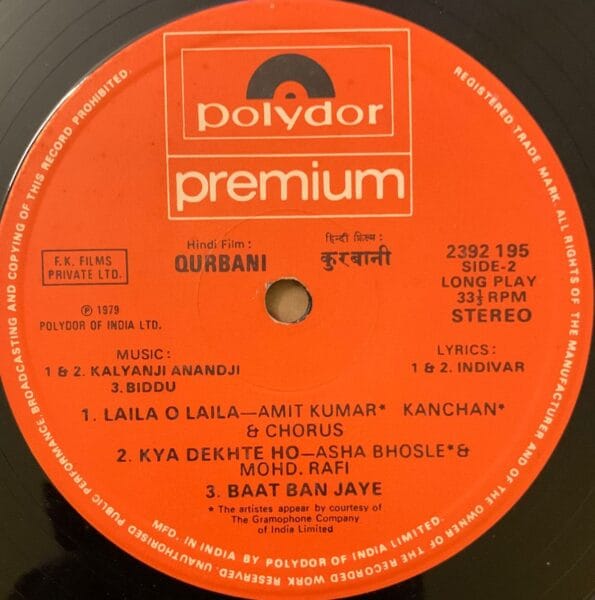 polydor
premium
Hindi Film :
QURBANI
हिन्दी फ़िल्म :
कुरबानी
F.K. FILMS
PRIVATE LTD.
℗ 1979
POLYDOR OF INDIA LTD.
2392 195
SIDE-2
LONG PLAY
33⅓ RPM
STEREO
MUSIC :
1 & 2. KALYANJI ANANDJI
3. BIDDU
LYRICS :
1 & 2. INDIVAR
1. LAILA O LAILA—AMIT KUMAR* KANCHAN*
& CHORUS
2. KYA DEKHTE HO—ASHA BHOSLE*&
MOHD. RAFI
3. BAAT BAN JAYE
* The artistes appear by courtesy of
The Gramophone Company
of India Limited
MFD. IN INDIA BY POLYDOR OF INDIA LIMITED.
REGISTERED TRADE MARK. ALL RIGHTS OF THE MANUFACTURER AND OF THE OWNER OF THE RECORDED WORK RESERVED. UNAUTHORISED PUBLIC PERFORMANCE, BROADCASTING AND COPYING OF THIS RECORD PROHIBITED.